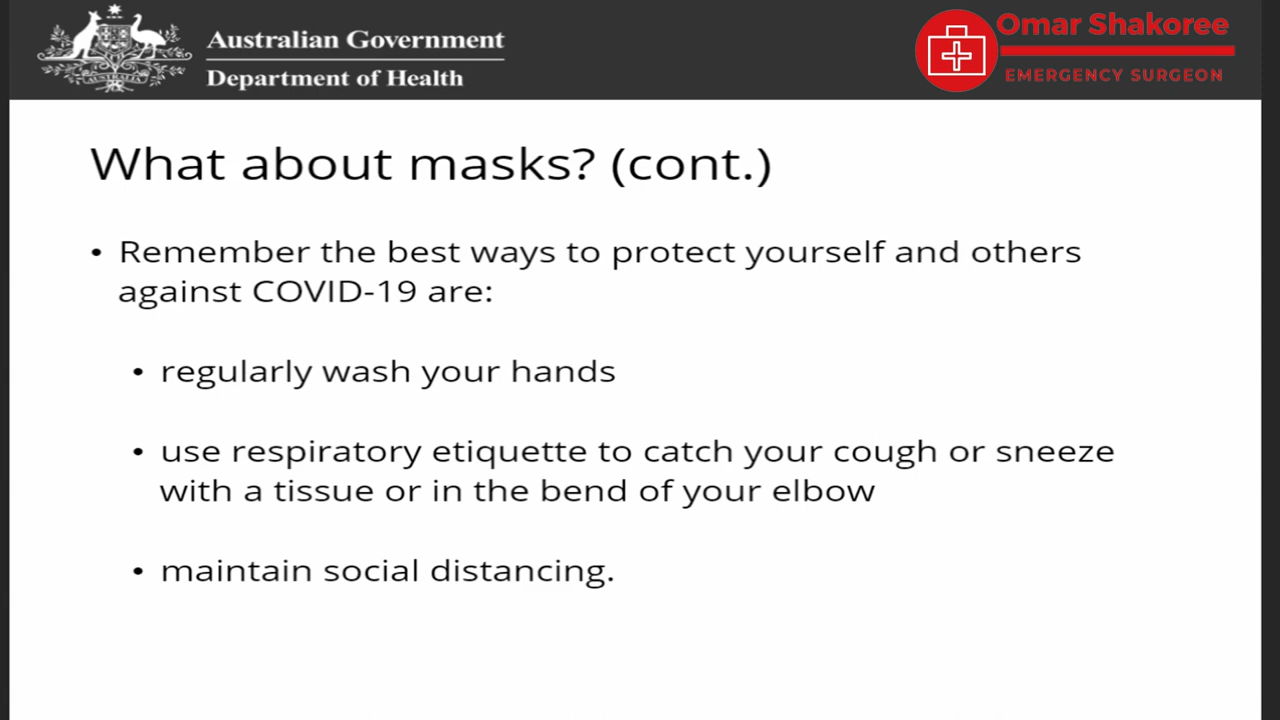 Australian Government
Department of Health
Omar Shakoree
EMERGENCY SURGEON
What about masks? (cont.)
• Remember the best ways to protect yourself and others
against COVID-19 are:
• regularly wash your hands
• use respiratory etiquette to catch your cough or sneeze
with a tissue or in the bend of your elbow
• maintain social distancing.